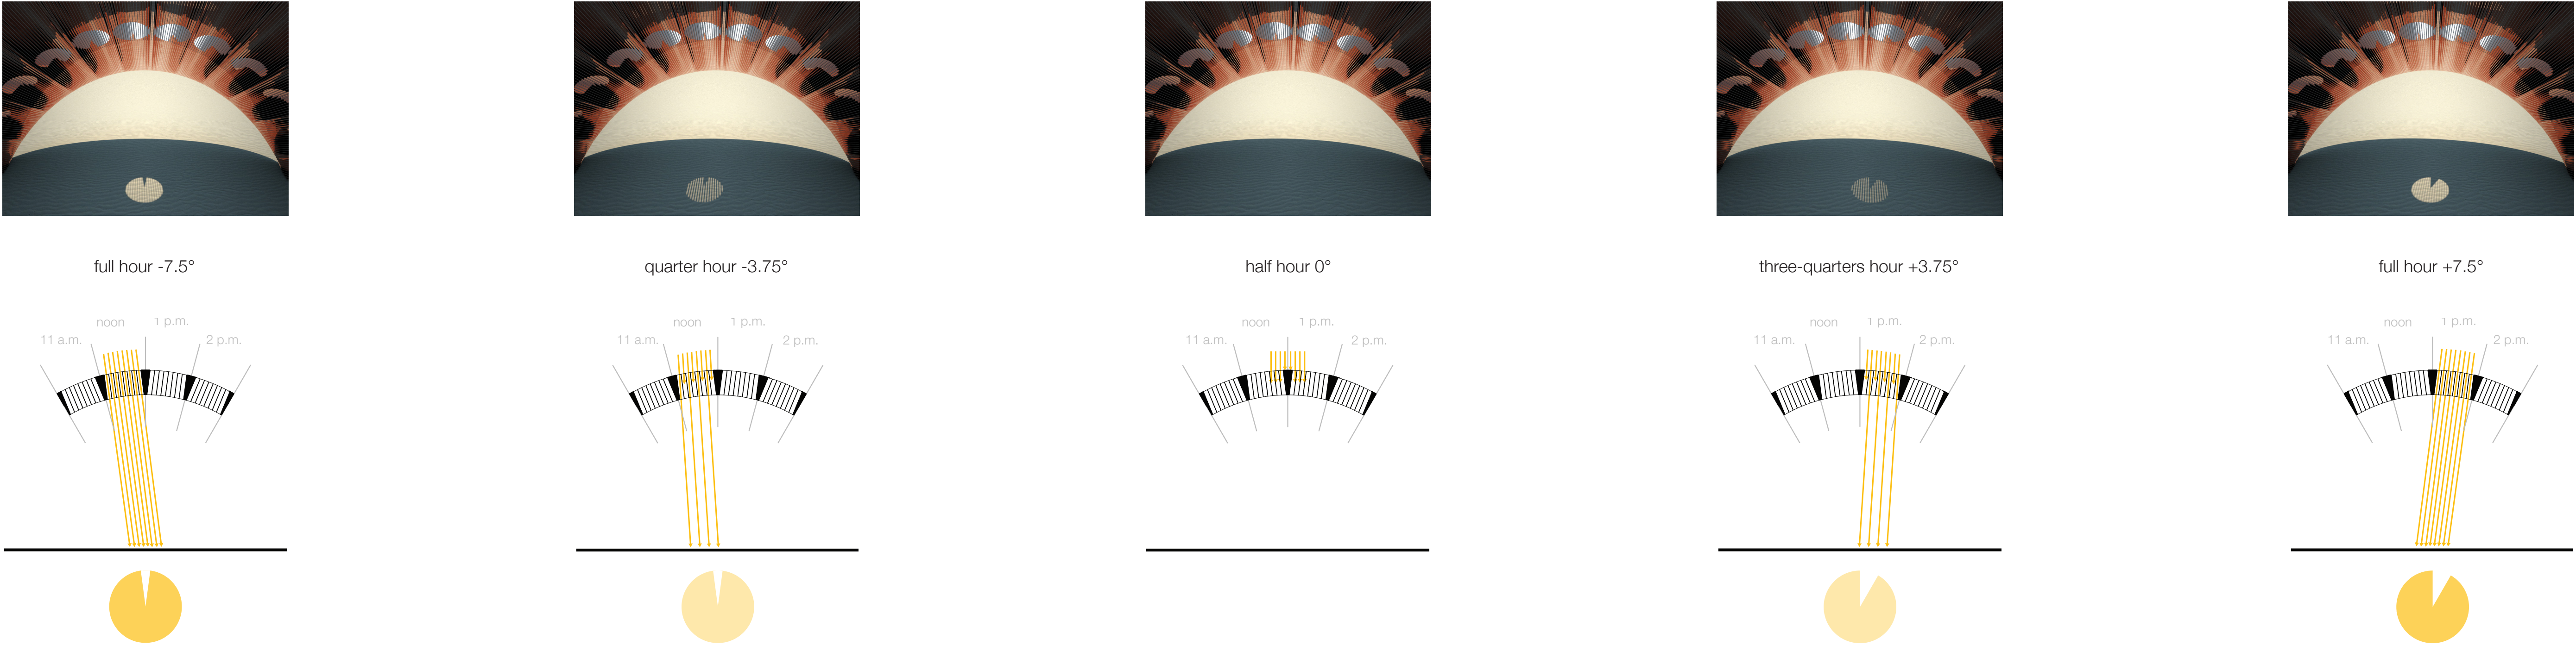 full hour -7.5°
quarter hour -3.75°
half hour 0°
three-quarters hour +3.75°
full hour +7.5°
11 a.m. noon 1 p.m. 2 p.m.
11 a.m. noon 1 p.m. 2 p.m.
11 a.m. noon 1 p.m. 2 p.m.
11 a.m. noon 1 p.m. 2 p.m.
11 a.m. noon 1 p.m. 2 p.m.